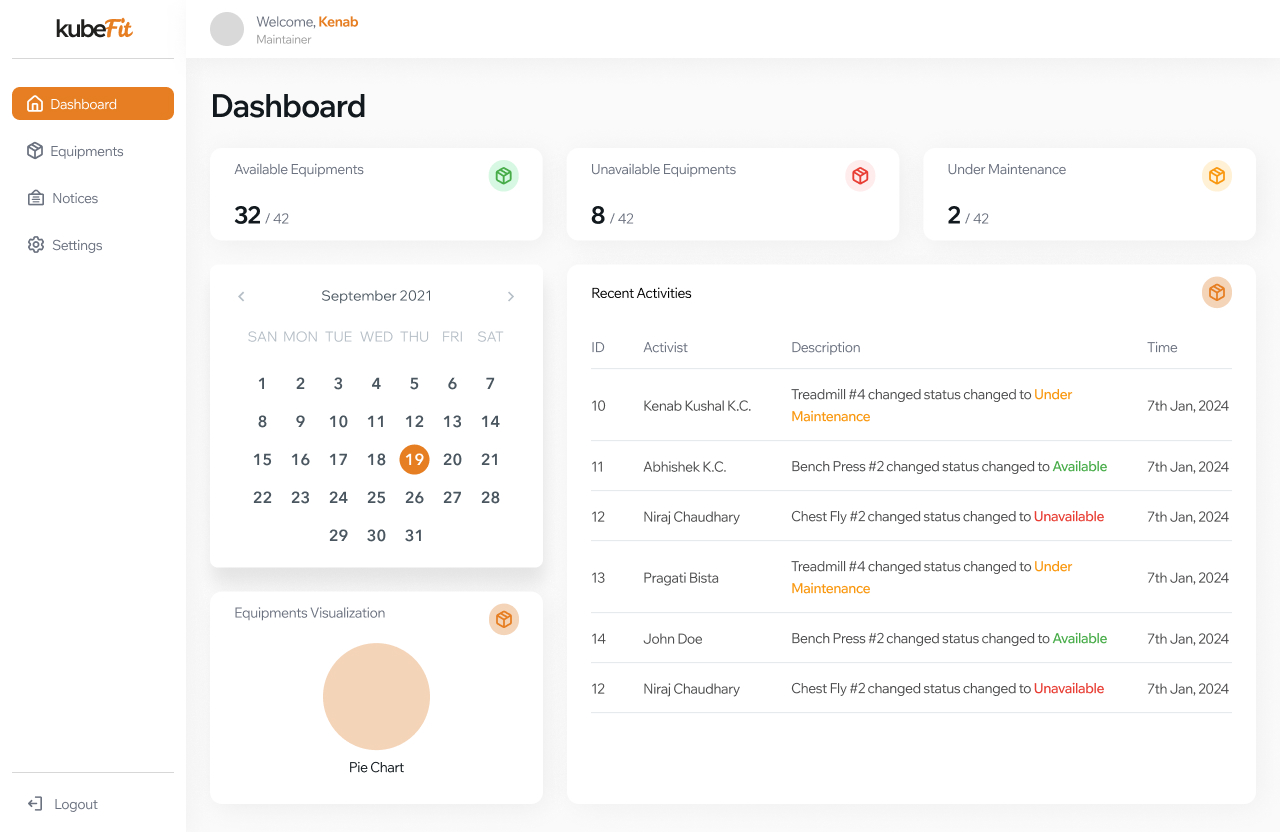 kubeFit
Welcome, Kenab
Maintainer
Dashboard
Equipments
Notices
Settings
Logout
Dashboard
Available Equipments
32 / 42
Unavailable Equipments
8 / 42
Under Maintenance
2 / 42
September 2021
SAN MON TUE WED THU FRI SAT
1 2 3 4 5 6 7
8 9 10 11 12 13 14
15 16 17 18 19 20 21
22 23 24 25 26 27 28
29 30 31
Equipments Visualization
Pie Chart
Recent Activities
ID Activist Description Time
10 Kenab Kushal K.C. Treadmill #4 changed status changed to Under
Maintenance 7th Jan, 2024
11 Abhishek K.C. Bench Press #2 changed status changed to Available 7th Jan, 2024
12 Niraj Chaudhary Chest Fly #2 changed status changed to Unavailable 7th Jan, 2024
13 Pragati Bista Treadmill #4 changed status changed to Under
Maintenance 7th Jan, 2024
14 John Doe Bench Press #2 changed status changed to Available 7th Jan, 2024
12 Niraj Chaudhary Chest Fly #2 changed status changed to Unavailable 7th Jan, 2024